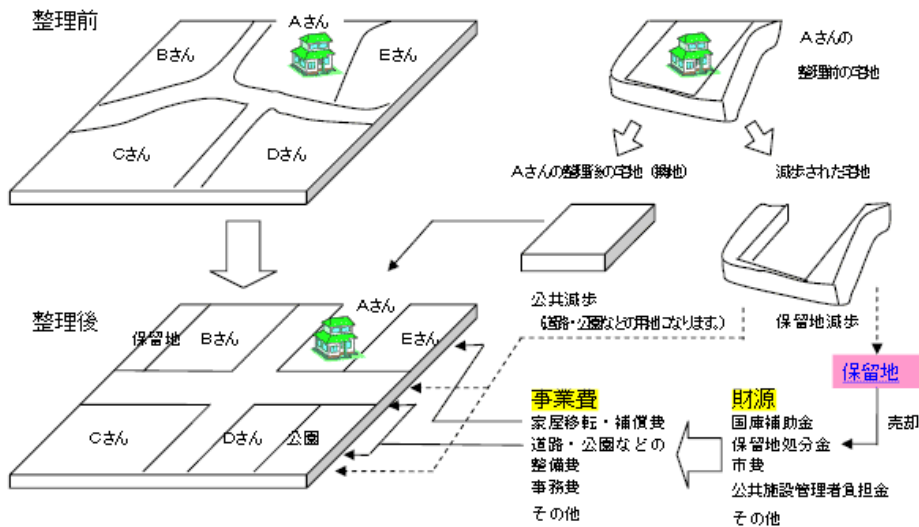 整理前
Aさん
Bさん
Eさん
Cさん
Dさん
Aさんの
整理前の宅地
Aさんの整理後の宅地（換地）
減歩された宅地
公共減歩
（道路・公園などの用地になります。）
保留地減歩
整理後
保留地
Bさん
Aさん
Eさん
Cさん
Dさん
公園
保留地
売却
事業費
家屋移転・補償費
道路・公園などの
整備費
事務費
その他
財源
国庫補助金
保留地処分金
市費
公共施設管理者負担金
その他